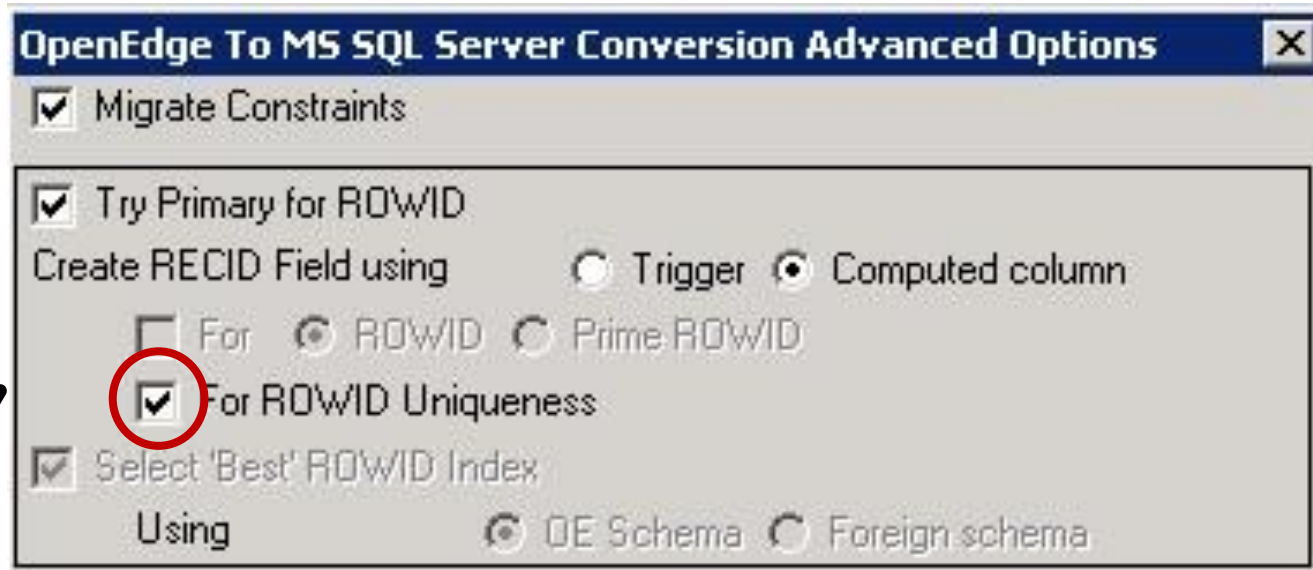 OpenEdge To MS SQL Server Conversion Advanced Options
Migrate Constraints
Try Primary for ROWID
Create RECID Field using Trigger Computed column
For ROWID Prime ROWID
For ROWID Uniqueness
Select 'Best' ROWID Index
Using OE Schema Foreign schema